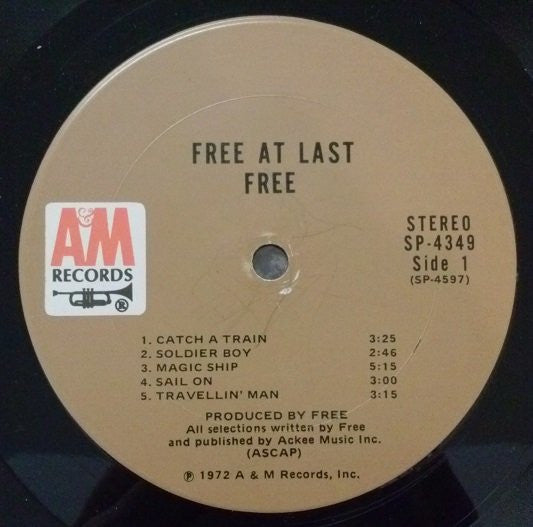 FREE AT LAST
FREE
A&M
RECORDS
®
STEREO
SP-4349
Side 1
(SP-4597)
1. CATCH A TRAIN 3:25
2. SOLDIER BOY 2:46
3. MAGIC SHIP 5:15
4. SAIL ON 3:00
5. TRAVELLIN' MAN 3:15
PRODUCED BY FREE
All selections written by Free
and published by Ackee Music Inc.
(ASCAP)
℗ 1972 A & M Records, Inc.